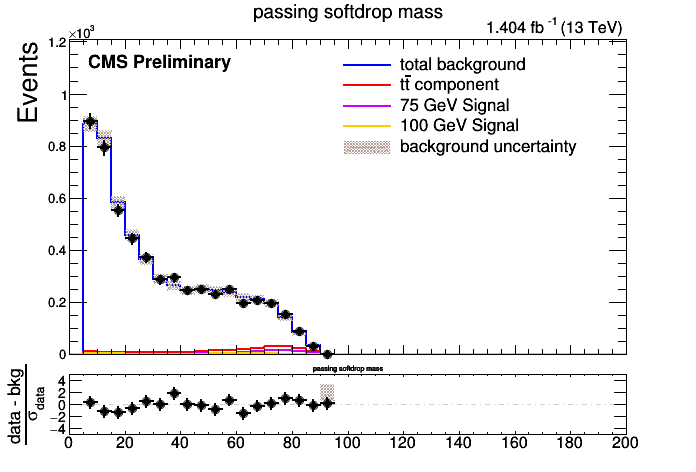 passing softdrop mass
×10³
1.404 fb⁻¹ (13 TeV)
Events
1.2
1
0.8
0.6
0.4
0.2
0
CMS Preliminary
total background
tt̄ component
75 GeV Signal
100 GeV Signal
background uncertainty
passing softdrop mass
data - bkg
σdata
4
2
0
−2
−4
0 20 40 60 80 100 120 140 160 180 200